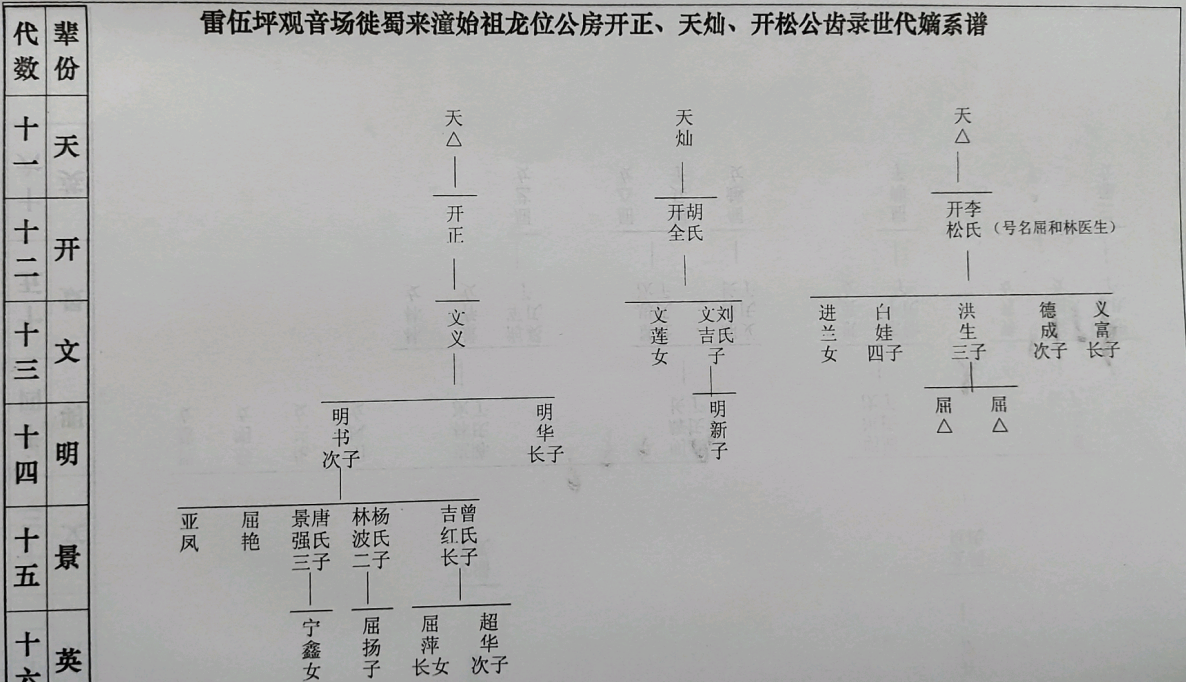 雷伍坪观音场徙蜀来潼始祖龙位公房开正、天灿、开松公齿录世代嫡系谱
代数
辈份
十一
天
天△
天灿
天△
十二
开
开正
开全
胡氏
开松
李氏
（号名屈和林医生）
十三
文
文义
文莲女
文吉
刘氏
子
进兰女
白娃四子
洪生三子
德成次子
义富长子
十四
明
明书次子
明华长子
明新子
屈△
屈△
十五
景
亚凤
屈艳
景强
唐氏
三子
林波
杨氏
二子
吉红
曾氏
长子
十六
英
宁鑫女
屈扬子
屈萍长女
超华次子